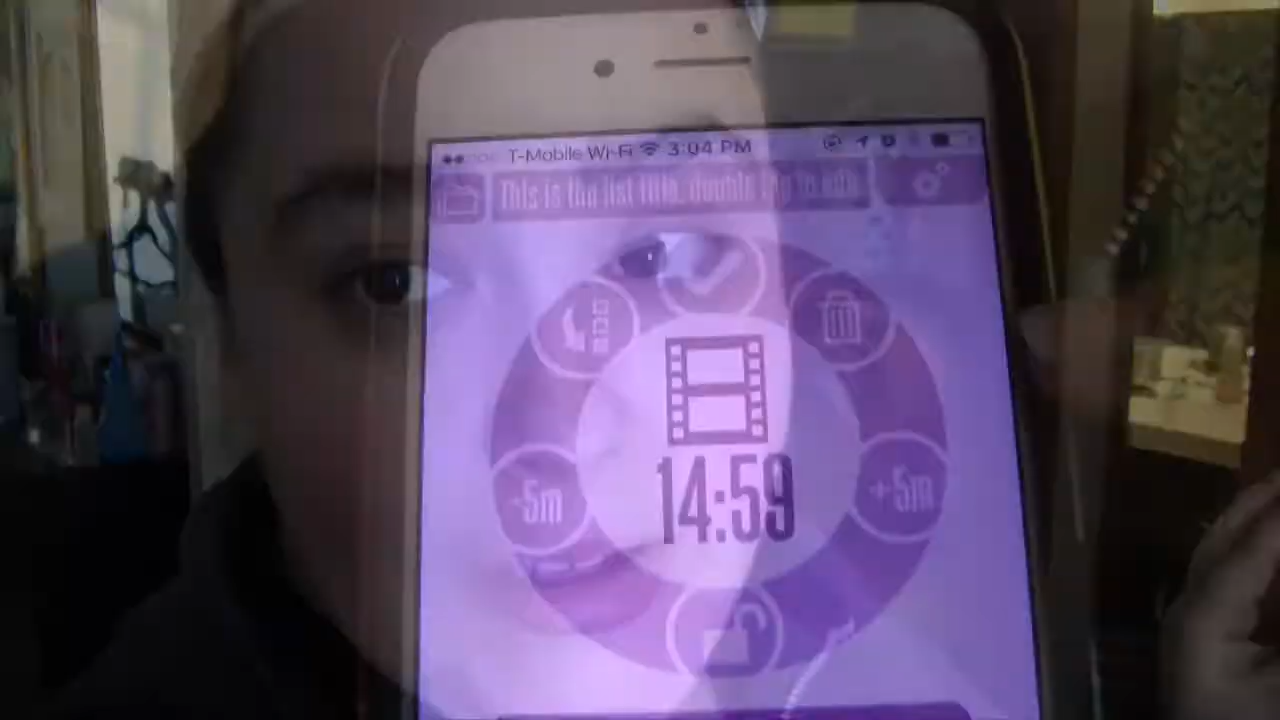 T-Mobile Wi-Fi 3:04 PM
This is the list title, double tap to edit
-5m
14:59
+5m